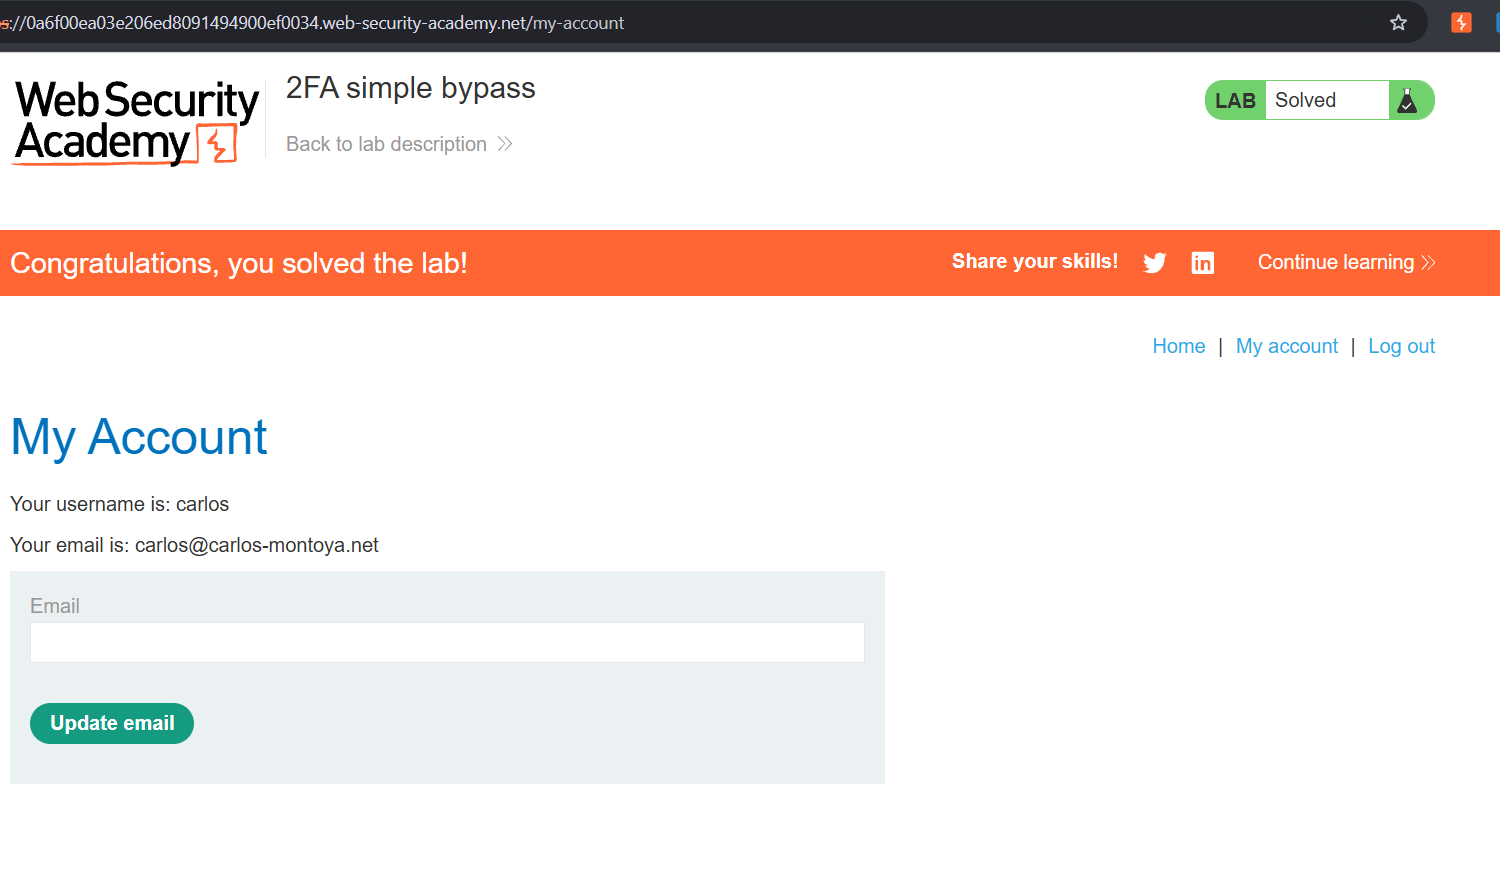 s://0a6f00ea03e206ed8091494900ef0034.web-security-academy.net/my-account
Web Security
Academy
2FA simple bypass
Back to lab description
LAB Solved
Congratulations, you solved the lab!
Share your skills!
Continue learning
Home | My account | Log out
My Account
Your username is: carlos
Your email is: carlos@carlos-montoya.net
Email
Update email